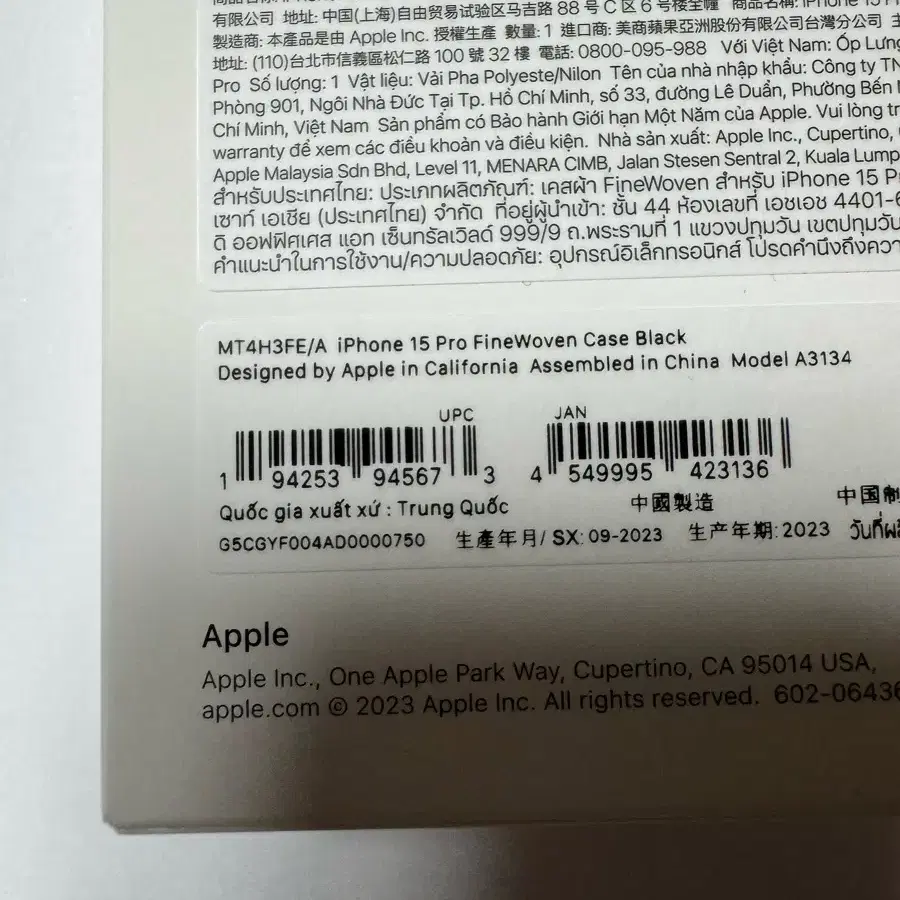 有限公司 地址: 中国(上海)自由贸易试验区马吉路 88 号 C 区 6 号楼全幢 商品名稱: iPhone 15
製造商: 本產品是由 Apple Inc. 授權生產 數量: 1 進口商: 美商蘋果亞洲股份有限公司台灣分公司
地址: (110)台北市信義區松仁路 100 號 32 樓 電話: 0800-095-988 Với Việt Nam: Ốp Lưng
Pro Số lượng: 1 Vật liệu: Vải Pha Polyeste/Nilon Tên của nhà nhập khẩu: Công ty
Phòng 901, Ngôi Nhà Đức Tại Tp. Hồ Chí Minh, số 33, đường Lê Duẩn, Phường Bến
Chí Minh, Việt Nam Sản phẩm có Bảo hành Giới hạn Một Năm của Apple. Vui lòng
warranty để xem các điều khoản và điều kiện. Nhà sản xuất: Apple Inc., Cupertino,
Apple Malaysia Sdn Bhd, Level 11, MENARA CIMB, Jalan Stesen Sentral 2, Kuala
สำหรับประเทศไทย: ประเภทผลิตภัณฑ์: เคสผ้า FineWoven สำหรับ iPhone 15
เซาท์ เอเชีย (ประเทศไทย) จำกัด ที่อยู่ผู้นำเข้า: ชั้น 44 ห้องเลขที่ เอชเอช 4401-6
ดิ ออฟฟิศเศส แอท เซ็นทรัลเวิลด์ 999/9 ถ.พระรามที่ 1 แขวงปทุมวัน เขตปทุมวัน
คำแนะนำในการใช้งาน/ความปลอดภัย: อุปกรณ์อิเล็กทรอนิกส์ โปรดคำนึงถึง
MT4H3FE/A iPhone 15 Pro FineWoven Case Black
Designed by Apple in California Assembled in China Model A3134
UPC JAN
1 94253 94567 3 4 549995 423136
Quốc gia xuất xứ : Trung Quốc 中國製造 中国制
G5CGYF004AD0000750 生產年月/ SX: 09-2023 生产年期: 2023 วันที่
Apple
Apple Inc., One Apple Park Way, Cupertino, CA 95014 USA,
apple.com © 2023 Apple Inc. All rights reserved. 602-06436